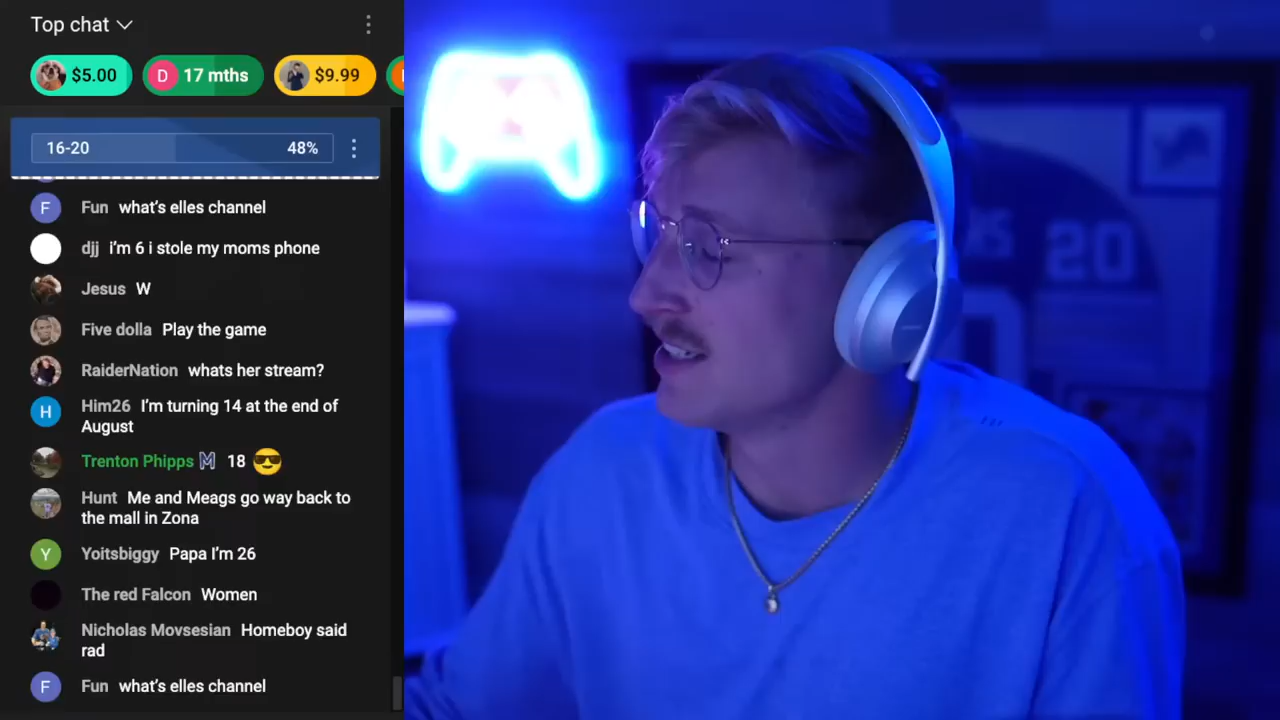 Top chat
$5.00
D 17 mths
$9.99
16-20 48%
F Fun what's elles channel
djj i'm 6 i stole my moms phone
Jesus W
Five dolla Play the game
RaiderNation whats her stream?
H Him26 I'm turning 14 at the end of
August
Trenton Phipps M 18 😎
Hunt Me and Meags go way back to
the mall in Zona
Y Yoitsbiggy Papa I'm 26
The red Falcon Women
Nicholas Movsesian Homeboy said
rad
F Fun what's elles channel
20